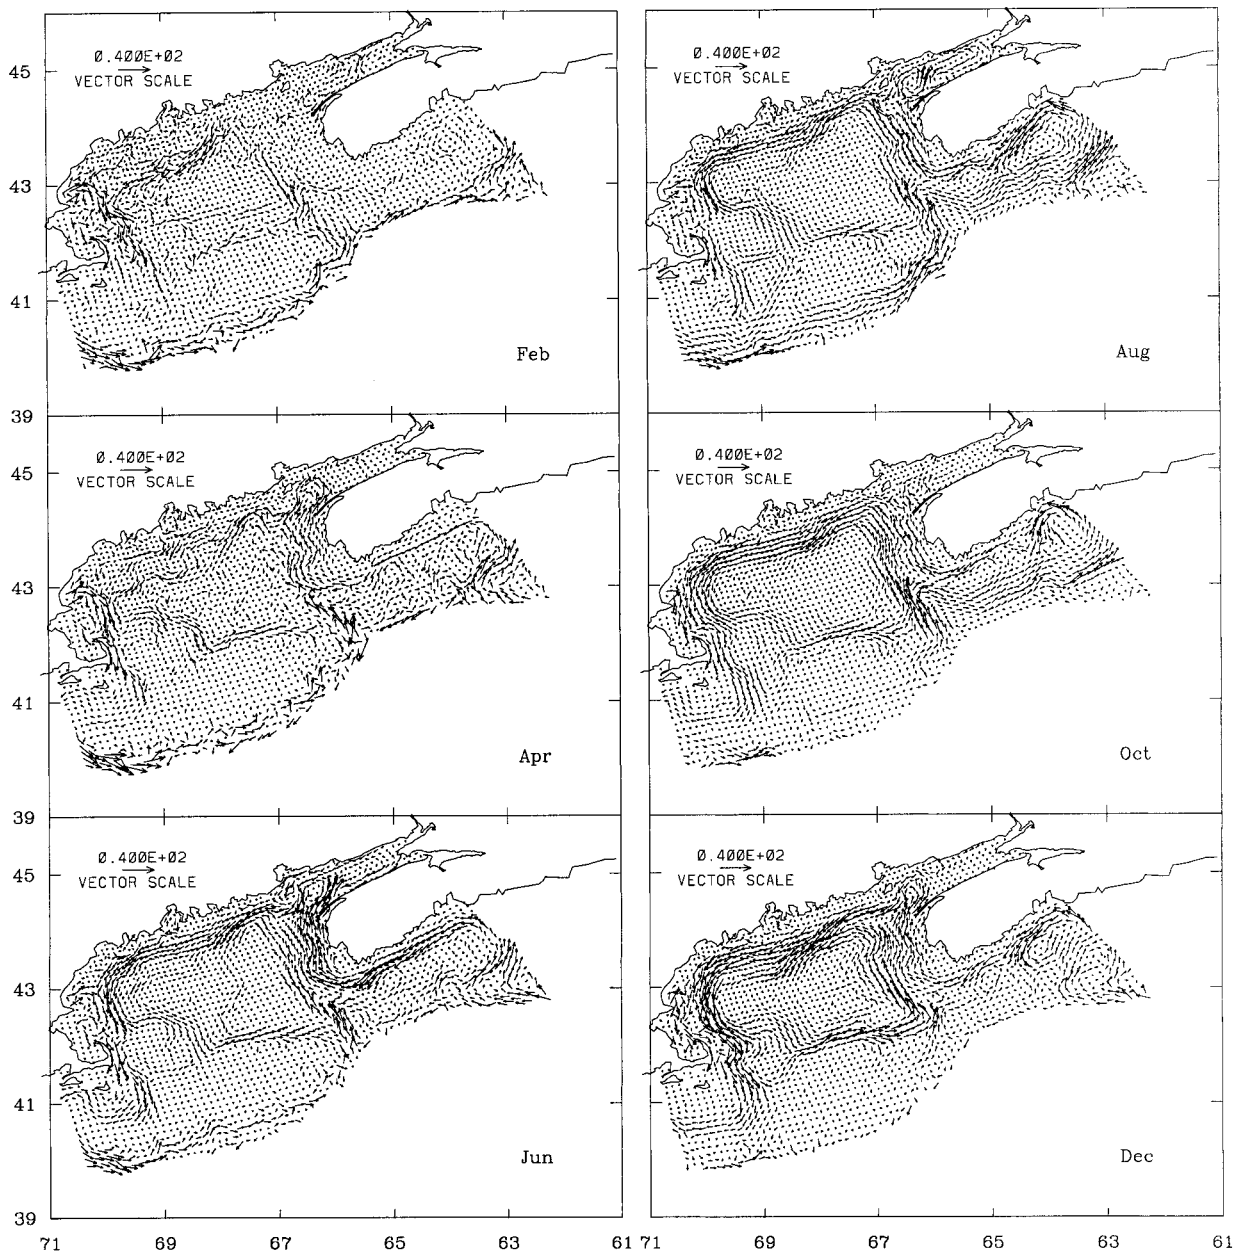 0.400E+02
VECTOR SCALE
45
43
41
Feb
0.400E+02
VECTOR SCALE
Aug
39
0.400E+02
VECTOR SCALE
45
43
41
Apr
0.400E+02
VECTOR SCALE
Oct
39
0.400E+02
VECTOR SCALE
45
43
41
Jun
0.400E+02
VECTOR SCALE
Dec
39
71 69 67 65 63 61 71 69 67 65 63 61